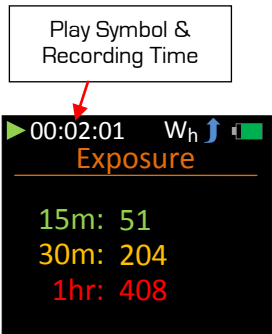 Play Symbol &
Recording Time
00:02:01 Wh
Exposure
15m: 51
30m: 204
1hr: 408